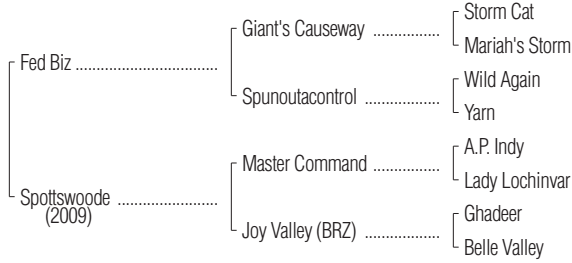 Storm Cat
Giant's Causeway ................
Mariah's Storm
Fed Biz .................................
Wild Again
Spunoutacontrol .................
Yarn
A.P. Indy
Master Command ................
Lady Lochinvar
Spottswoode .......................
(2009)
Ghadeer
Joy Valley (BRZ) .................
Belle Valley